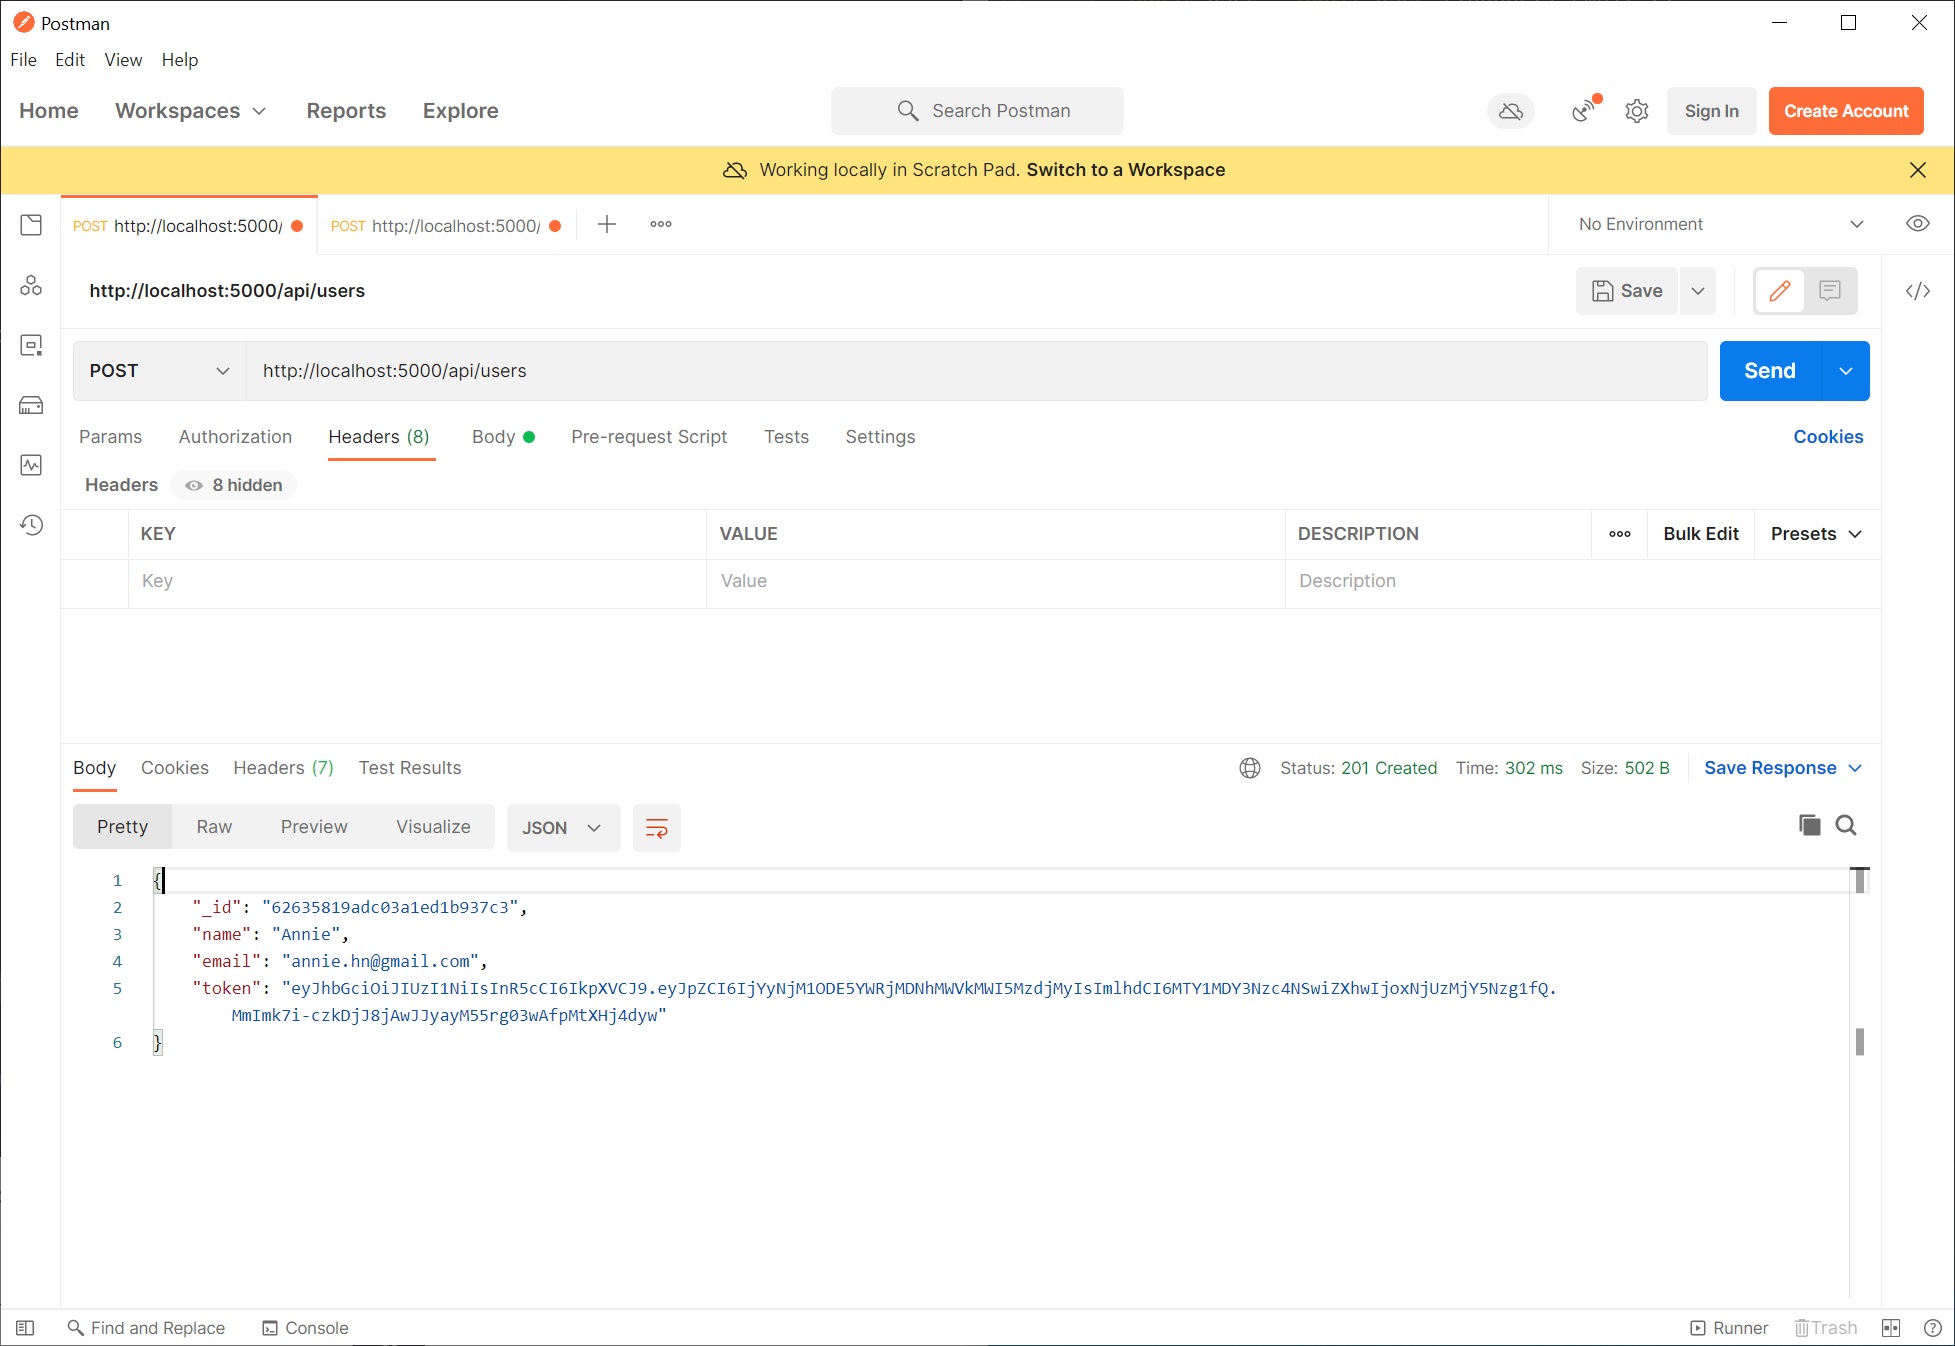 Postman
File Edit View Help
Home Workspaces Reports Explore Search Postman Sign In Create Account
Working locally in Scratch Pad. Switch to a Workspace
POST http://localhost:5000/ POST http://localhost:5000/ No Environment
http://localhost:5000/api/users Save
POST http://localhost:5000/api/users Send
Params Authorization Headers (8) Body Pre-request Script Tests Settings Cookies
Headers 8 hidden
KEY VALUE DESCRIPTION Bulk Edit Presets
Key Value Description
Body Cookies Headers (7) Test Results Status: 201 Created Time: 302 ms Size: 502 B Save Response
Pretty Raw Preview Visualize JSON
1 {
2 "_id": "62635819adc03a1ed1b937c3",
3 "name": "Annie",
4 "email": "annie.hn@gmail.com",
5 "token": "eyJhbGciOiJIUzI1NiIsInR5cCI6IkpXVCJ9.eyJpZCI6IjYyNjM1ODE5YWRjMDNhMWVkMWI5MzdjMyIsImlhdCI6MTY1MDY3Nzc4NSwiZXhwIjoxNjUzMjY5Nzg1fQ.
MmImk7i-czkDjJ8jAwJJyayM55rg03wAfpMtXHj4dyw"
6 }
Find and Replace Console Runner Trash